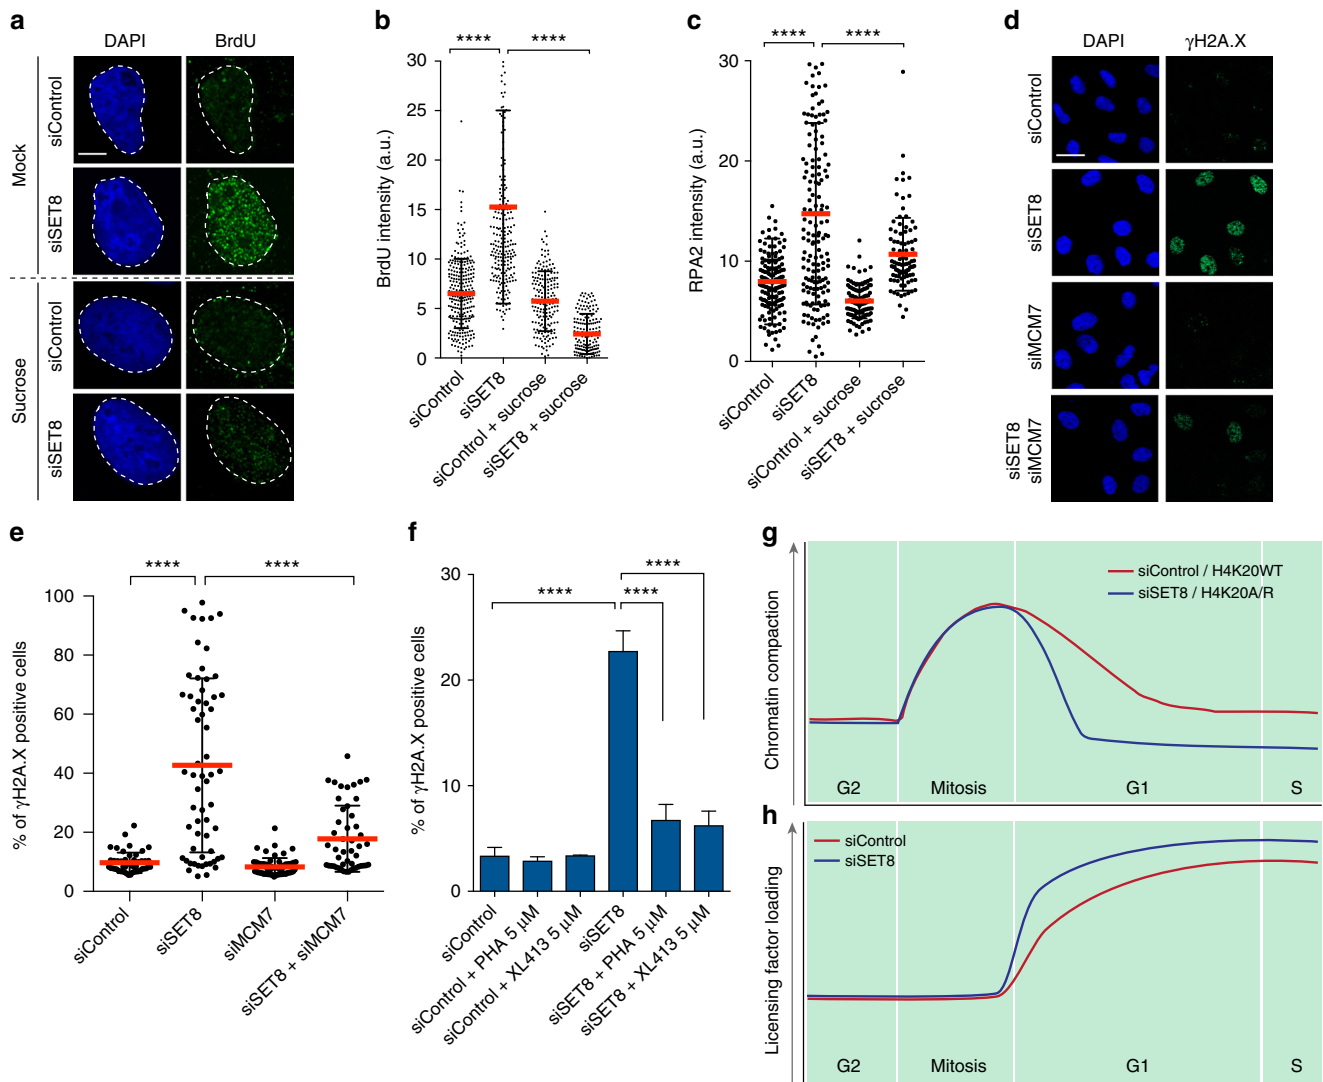 a
DAPI
BrdU
Mock
siControl
siSET8
Sucrose
siControl
siSET8
b
****
****
BrdU intensity (a.u.)
30
25
20
15
10
5
0
siControl
siSET8
siControl + sucrose
siSET8 + sucrose
c
****
****
RPA2 intensity (a.u.)
30
20
10
0
siControl
siSET8
siControl + sucrose
siSET8 + sucrose
d
DAPI
γH2A.X
siControl
siSET8
siMCM7
siSET8
siMCM7
e
****
****
% of γH2A.X positive cells
100
80
60
40
20
0
siControl
siSET8
siMCM7
siSET8 + siMCM7
f
****
****
****
% of γH2A.X positive cells
30
20
10
0
siControl
siControl + PHA 5 μM
siControl + XL413 5 μM
siSET8
siSET8 + PHA 5 μM
siSET8 + XL413 5 μM
g
Chromatin compaction
siControl / H4K20WT
siSET8 / H4K20A/R
G2
Mitosis
G1
S
h
Licensing factor loading
siControl
siSET8
G2
Mitosis
G1
S